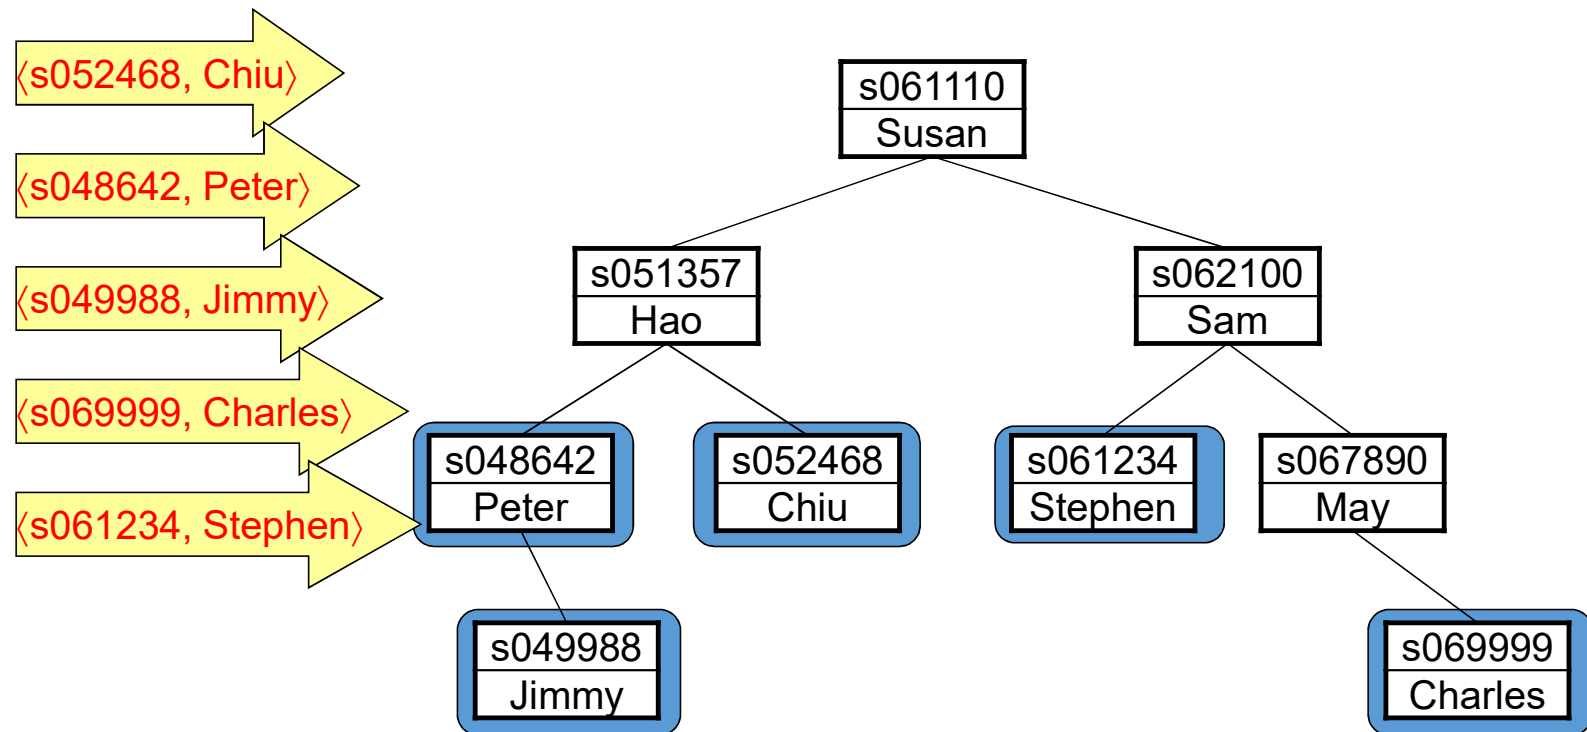 ⟨s052468, Chiu⟩
⟨s048642, Peter⟩
⟨s049988, Jimmy⟩
⟨s069999, Charles⟩
⟨s061234, Stephen⟩
s061110
Susan
s051357
Hao
s062100
Sam
s048642
Peter
s052468
Chiu
s061234
Stephen
s067890
May
s049988
Jimmy
s069999
Charles